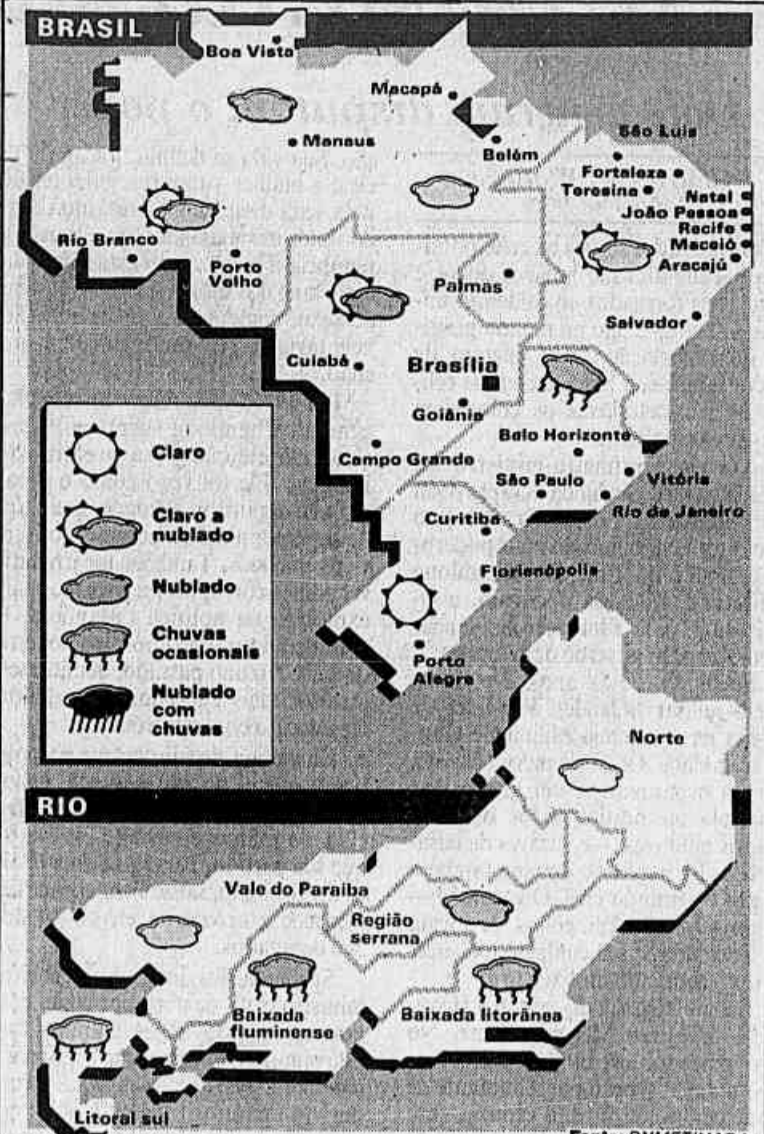 BRASIL
Boa Vista
Macapá
Manaus
Belém
São Luis
Fortaleza
Teresina
Natal
João Pessoa
Recife
Maceió
Aracajú
Rio Branco
Porto
Velho
Palmas
Salvador
Cuiabá
Brasília
Goiânia
Campo Grande
Belo Horizonte
São Paulo
Vitória
Rio de Janeiro
Curitiba
Florianópolis
Porto
Alegre
Claro
Claro a
nublado
Nublado
Chuvas
ocasionais
Nublado
com
chuvas
RIO
Norte
Vale do Paraiba
Região
serrana
Baixada
fluminense
Baixada litorânea
Litoral sul